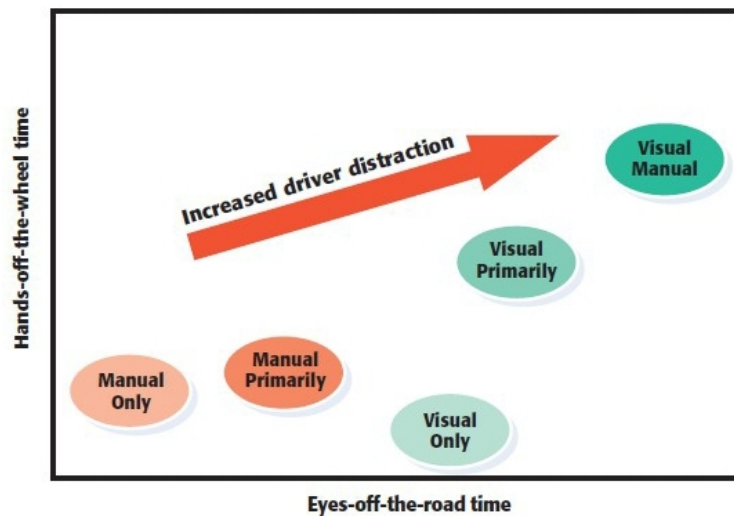 Hands-off-the-wheel time
Increased driver distraction
Visual
Manual
Visual
Primarily
Manual
Primarily
Manual
Only
Visual
Only
Eyes-off-the-road time